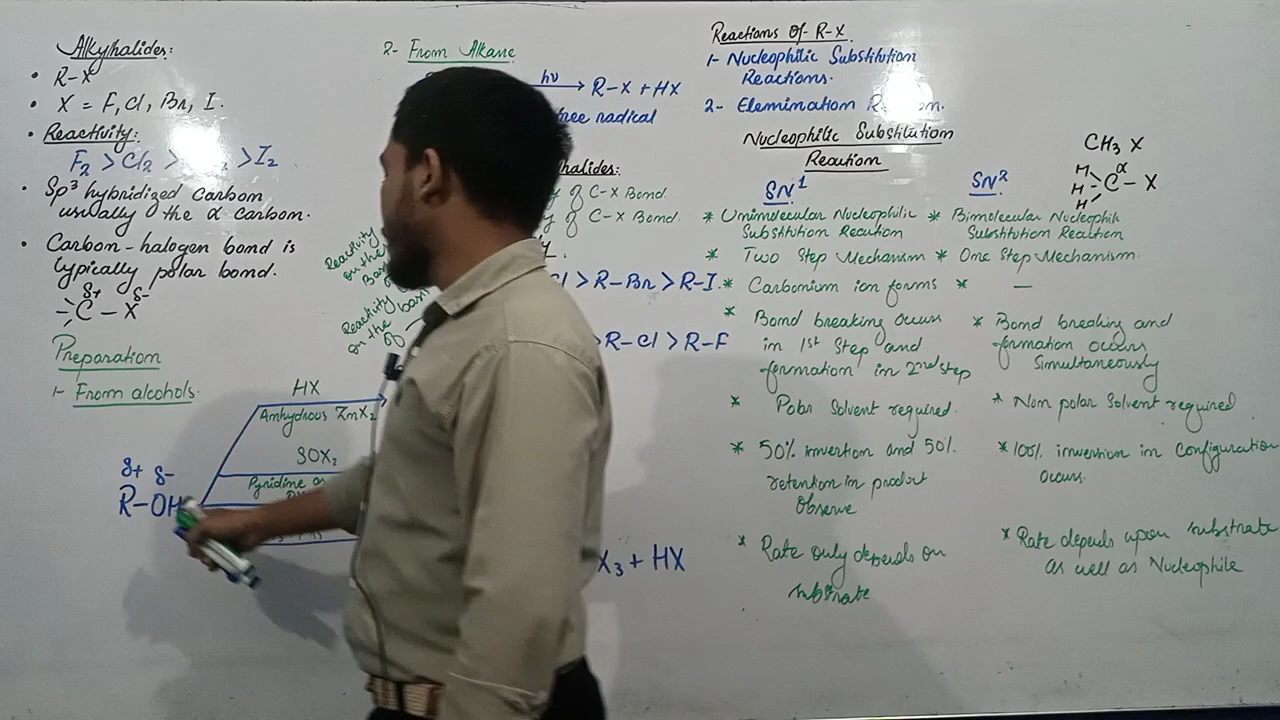 Alkylhalides:
• R-X
• X = F, Cl, Br, I.
• Reactivity:
F2 > Cl2 > > I2
• Sp3 hybridized Carbon
usually the α carbon.
• Carbon-halogen bond is
typically polar bond.
δ+ δ-
C - X
Preparation
1- From alcohols.
HX
Anhydrous ZnX2
SOX2
Pyridine
δ+ δ-
R-OH
2- From Alkane
hν
R-X + HX
free radical
halides:
of C-X Bond.
of C-X Bond.
Reactivity
on the
Reactivity
on the basis
of
> R-Br > R-I.
> R-Cl > R-F
X3 + HX
Reactions Of R-X
1- Nucleophilic Substitution
Reactions.
2- Elemination
Nucleophilic Substitution
Reaction
CH3 X
H α
H - C - X
H
SN1
* Unimolecular Nucleophilic
Substitution Reaction
* Two Step Mechanism
* Carbonium ion forms
* Bond breaking occurs
in 1st Step and
formation in 2nd step
* Polar Solvent required.
* 50% invertion and 50%
retention in product
Observe
* Rate only depends on
substrate
SN2
* Bimolecular Nucleophilic
Substitution Reaction
* One Step Mechanism.
* —
* Bond breaking and
formation occurs
Simultaneously
* Non polar Solvent required
* 100% invertion in Configuration
Occurs.
* Rate depends upon substrate
as well as Nucleophile